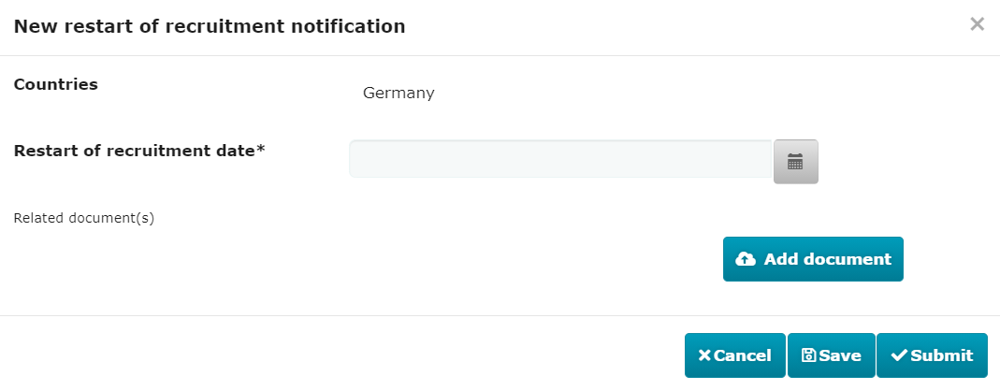 New restart of recruitment notification
Countries
Germany
Restart of recruitment date*
Related document(s)
Add document
Cancel Save Submit